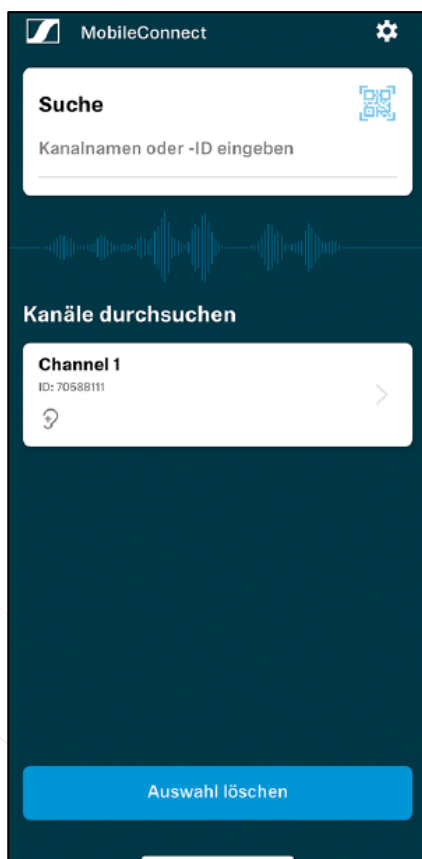 MobileConnect
Suche
Kanalnamen oder -ID eingeben
Kanäle durchsuchen
Channel 1
ID: 70588111
Auswahl löschen